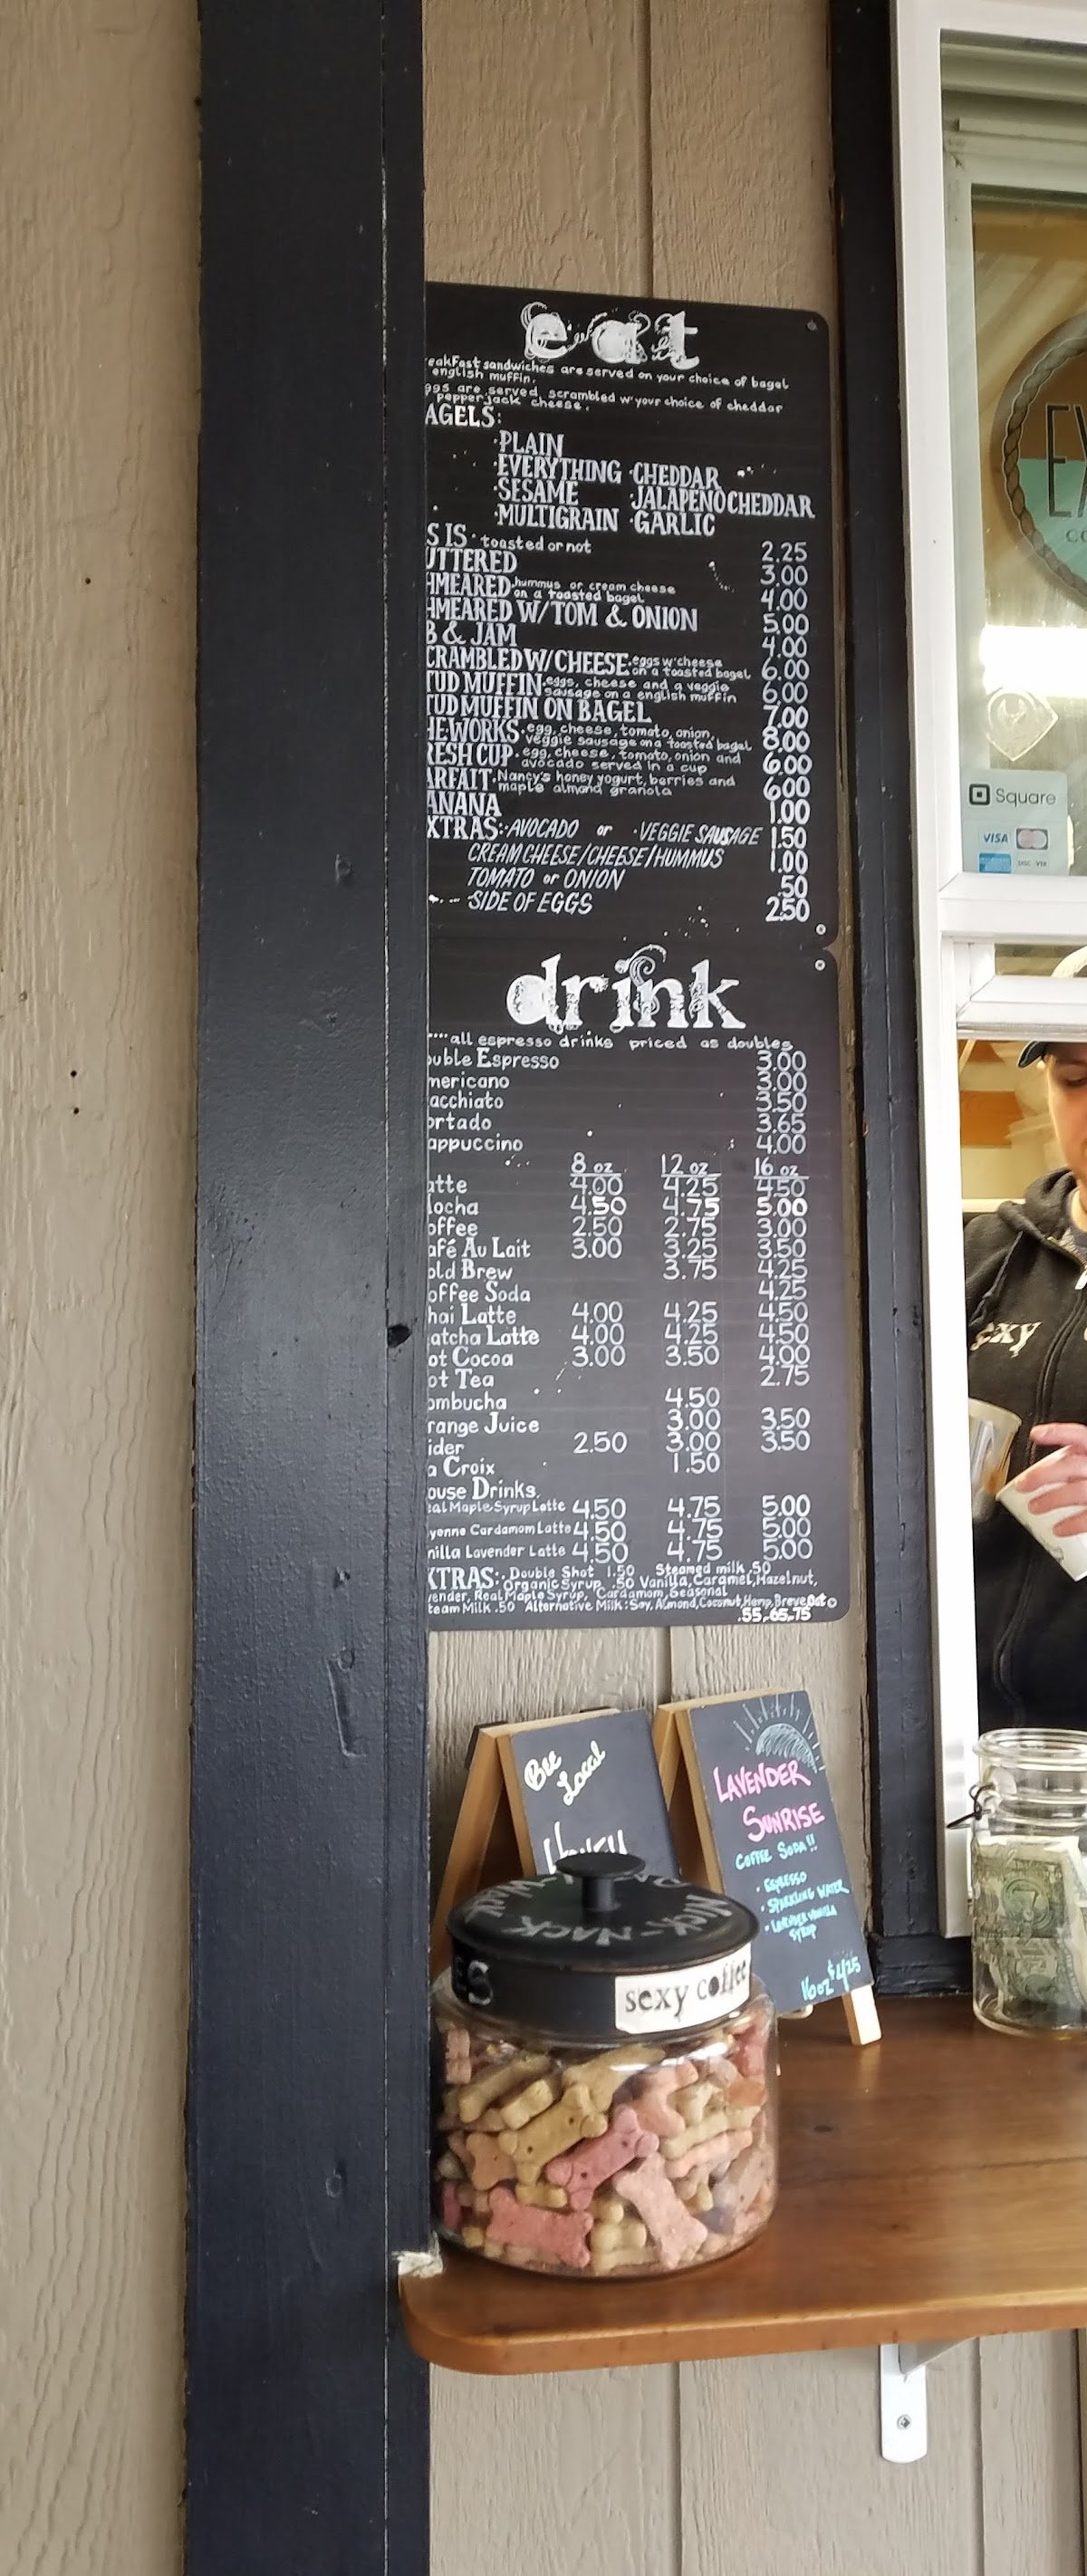 eat
eakfast sandwiches are served on your choice of bagel
english muffin.
ggs are served scrambled w/your choice of cheddar
pepperjack cheese.
AGELS:
·PLAIN
·EVERYTHING ·CHEDDAR
·SESAME ·JALAPENO CHEDDAR
·MULTIGRAIN ·GARLIC
S IS · toasted or not 2.25
UTTERED 3.00
HMEARED hummus or cream cheese on a toasted bagel 4.00
HMEARED W/ TOM & ONION 5.00
B & JAM 4.00
CRAMBLED W/ CHEESE · eggs w/ cheese on a toasted bagel 6.00
TUD MUFFIN · eggs, cheese and a veggie sausage on a english muffin 6.00
TUD MUFFIN ON BAGEL 7.00
HE WORKS · egg, cheese, tomato, onion, veggie sausage on a toasted bagel 8.00
RESH CUP · egg, cheese, tomato, onion and avocado served in a cup 6.00
ARFAIT · Nancy's honey yogurt, berries and maple almond granola 6.00
ANANA 1.00
XTRAS: · AVOCADO or · VEGGIE SAUSAGE 1.50
CREAM CHEESE/CHEESE/HUMMUS 1.00
TOMATO or ONION .50
SIDE OF EGGS 2.50
drink
all espresso drinks priced as doubles
ouble Espresso 3.00
mericano 3.00
acchiato 3.50
ortado 3.65
appuccino 4.00
8 oz 12 oz 16 oz
atte 4.00 4.25 4.50
ocha 4.50 4.75 5.00
offee 2.50 2.75 3.00
afé Au Lait 3.00 3.25 3.50
old Brew 3.75 4.25
offee Soda 4.25
hai Latte 4.00 4.25 4.50
atcha Latte 4.00 4.25 4.50
ot Cocoa 3.00 3.50 4.00
ot Tea 2.75
ombucha 4.50
range Juice 3.00 3.50
ider 2.50 3.00 3.50
a Croix 1.50
ouse Drinks
eal Maple Syrup Latte 4.50 4.75 5.00
yenne Cardamom Latte 4.50 4.75 5.00
nilla Lavender Latte 4.50 4.75 5.00
XTRAS: · Double Shot 1.50 Steamed milk .50
Organic Syrup .50 Vanilla, Caramel, Hazelnut,
vender, Real Maple Syrup, Cardamom, Seasonal
team Milk .50 Alternative Milk: Soy, Almond, Coconut, Hemp, Breve, Oat
.55 .65 .75
Square
VISA
DISCOVER
exy
Bee
Local
Honey
LAVENDER
SUNRISE
COFFEE SODA!!
· ESPRESSO
· SPARKLING WATER
· LAVENDER VANILLA
SYRUP
16oz $4.25
NICK-NACK
ES
sexy coffee